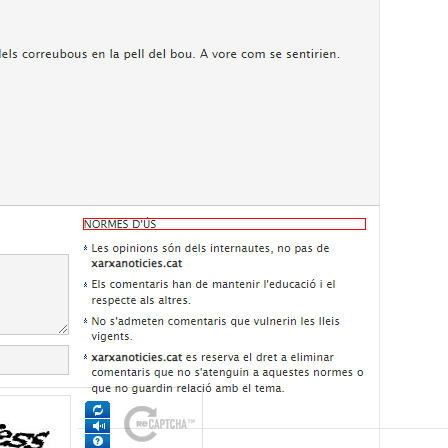 dels correubous en la pell del bou. A vore com se sentirien.
NORMES D'ÚS
Les opinions són dels internautes, no pas de
xarxanoticies.cat
Els comentaris han de mantenir l'educació i el
respecte als altres.
No s'admeten comentaris que vulnerin les lleis
vigents.
xarxanoticies.cat es reserva el dret a eliminar
comentaris que no s'atenguin a aquestes normes o
que no guardin relació amb el tema.
reCAPTCHA™